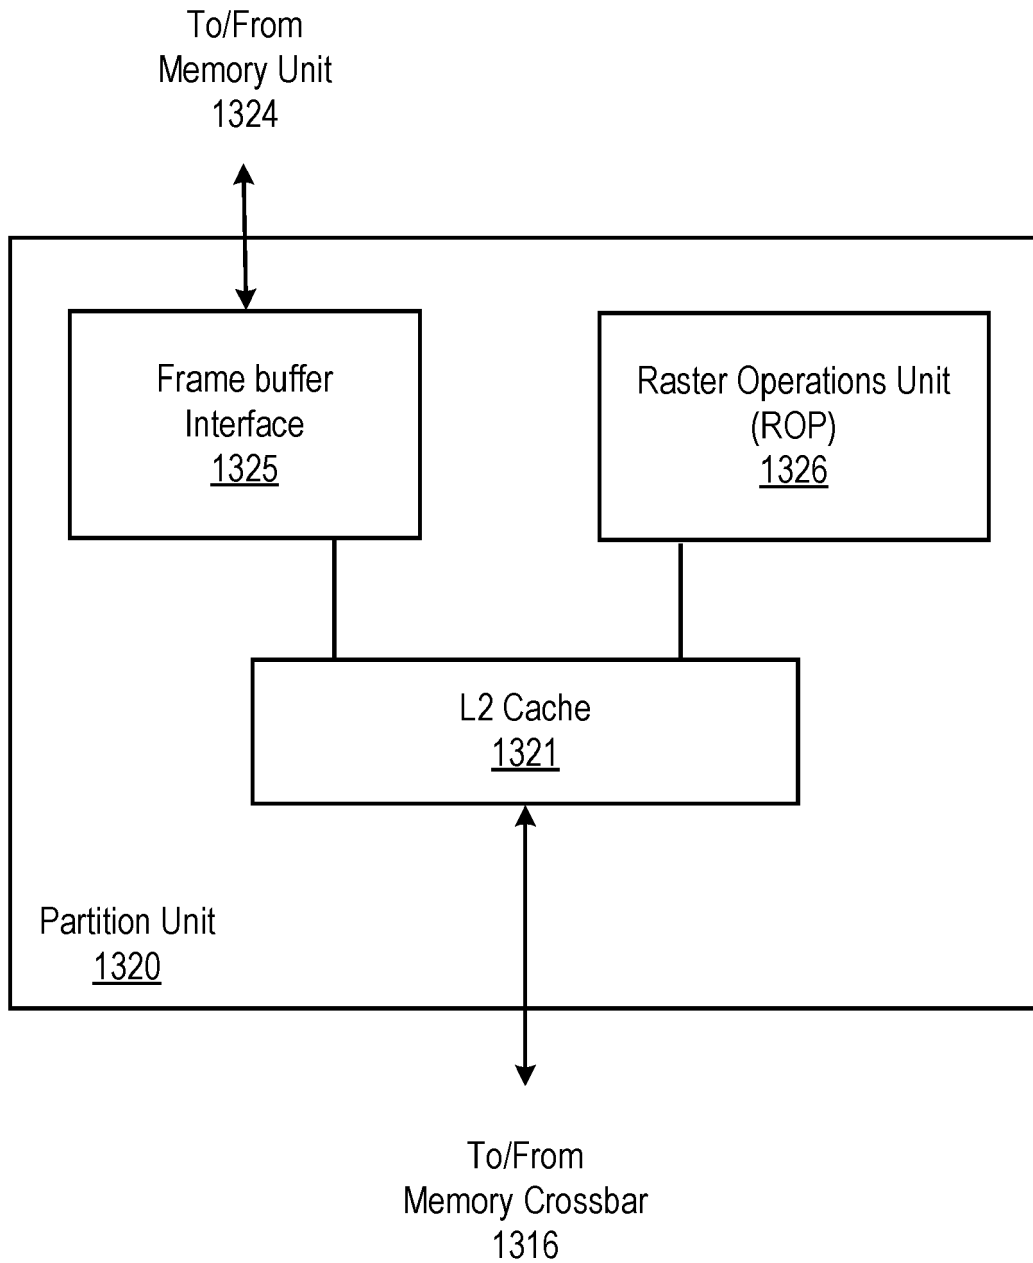 To/From
Memory Unit
1324
Frame buffer
Interface
1325
Raster Operations Unit
(ROP)
1326
L2 Cache
1321
Partition Unit
1320
To/From
Memory Crossbar
1316